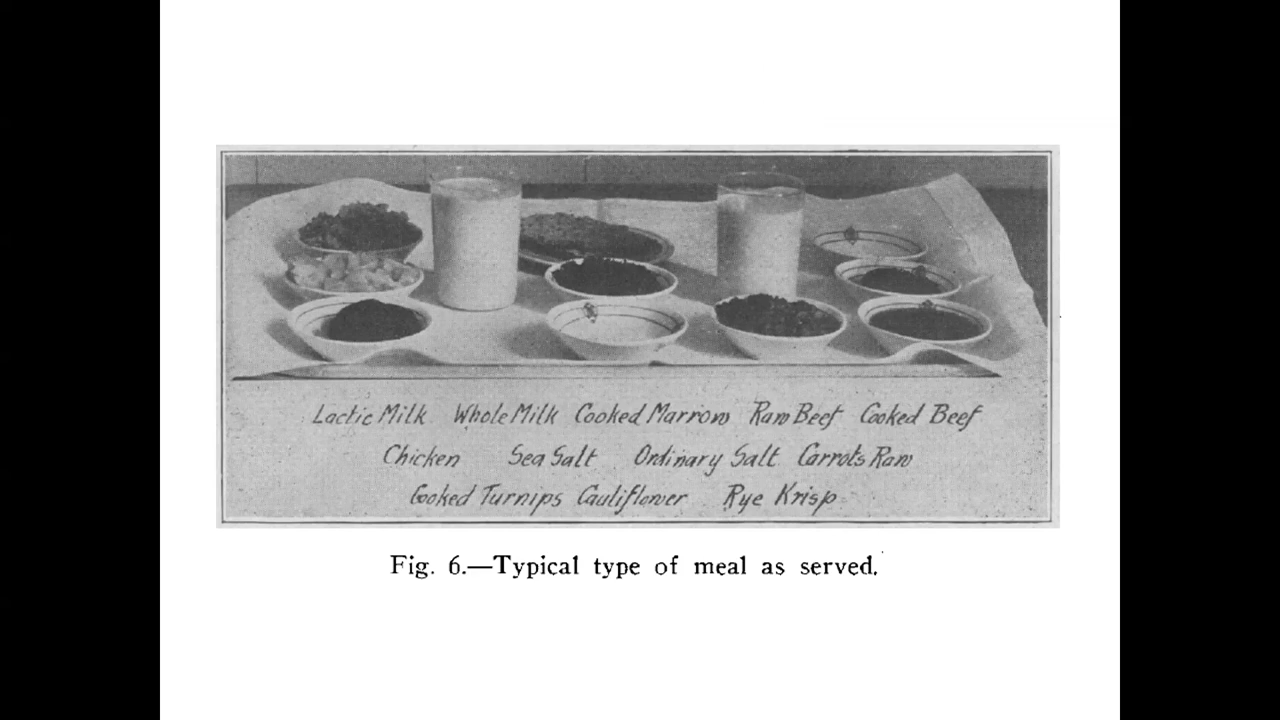 Lactic Milk Whole Milk Cooked Marrow Raw Beef Cooked Beef
Chicken Sea Salt Ordinary Salt Carrots Raw
Cooked Turnips Cauliflower Rye Krisp
Fig. 6.—Typical type of meal as served.